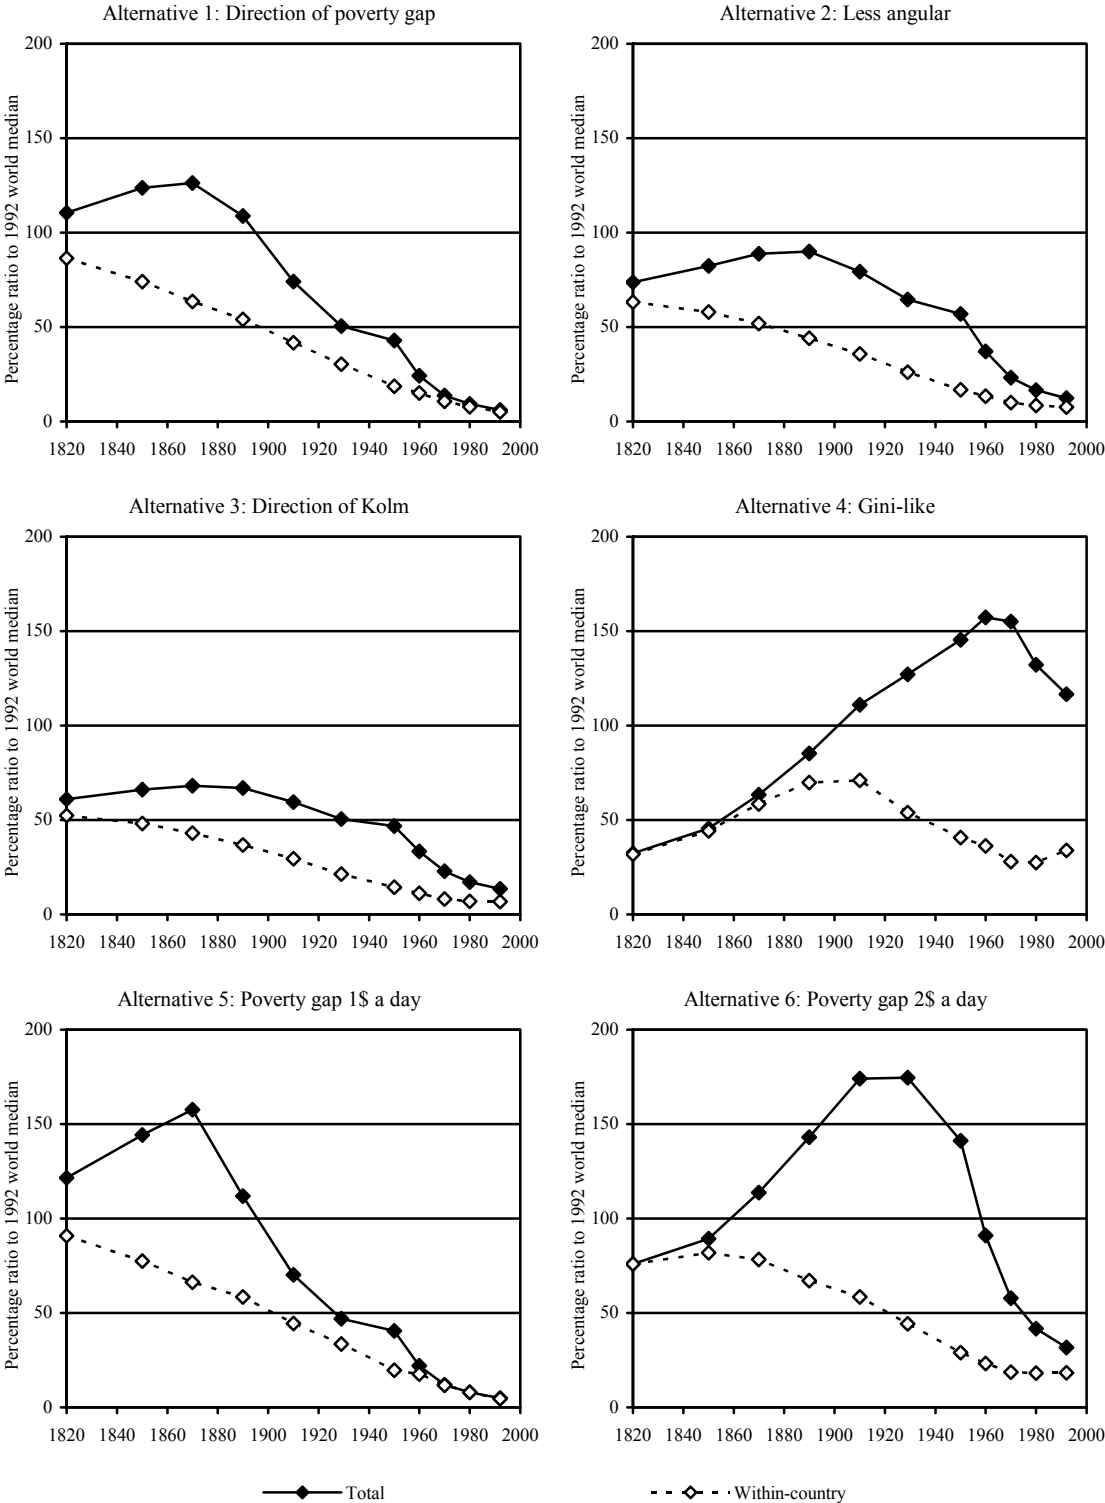 Alternative 1: Direction of poverty gap
Percentage ratio to 1992 world median
200
150
100
50
0
1820 1840 1860 1880 1900 1920 1940 1960 1980 2000
Alternative 2: Less angular
Percentage ratio to 1992 world median
200
150
100
50
0
1820 1840 1860 1880 1900 1920 1940 1960 1980 2000
Alternative 3: Direction of Kolm
Percentage ratio to 1992 world median
200
150
100
50
0
1820 1840 1860 1880 1900 1920 1940 1960 1980 2000
Alternative 4: Gini-like
Percentage ratio to 1992 world median
200
150
100
50
0
1820 1840 1860 1880 1900 1920 1940 1960 1980 2000
Alternative 5: Poverty gap 1$ a day
Percentage ratio to 1992 world median
200
150
100
50
0
1820 1840 1860 1880 1900 1920 1940 1960 1980 2000
Alternative 6: Poverty gap 2$ a day
Percentage ratio to 1992 world median
200
150
100
50
0
1820 1840 1860 1880 1900 1920 1940 1960 1980 2000
Total
Within-country